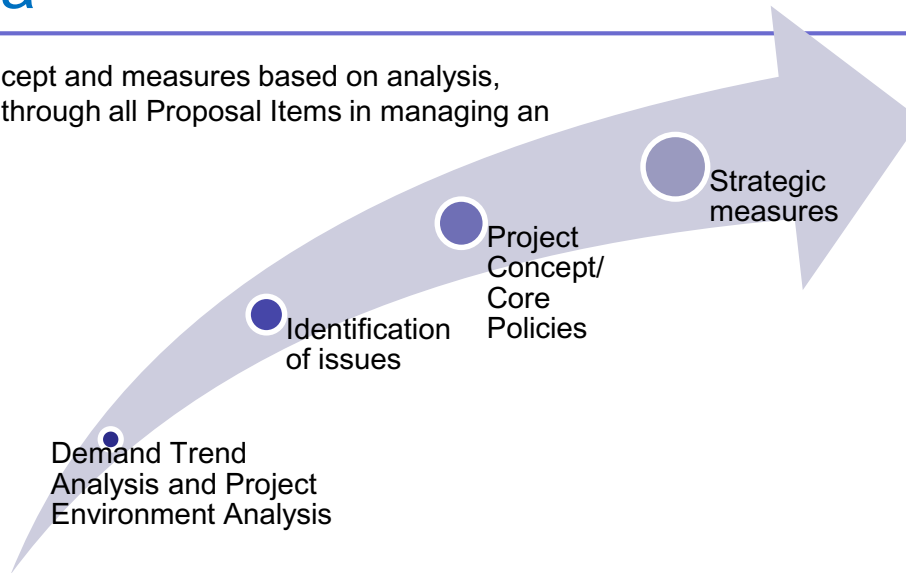 a
cept and measures based on analysis,
through all Proposal Items in managing an
Strategic
measures
Project
Concept/
Core
Policies
Identification
of issues
Demand Trend
Analysis and Project
Environment Analysis